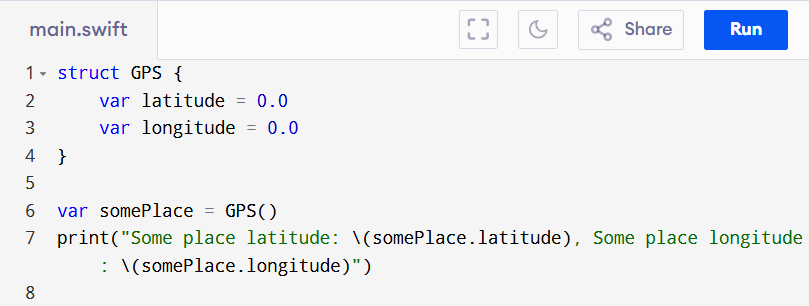 main.swift
Share
Run
1 struct GPS {
2     var latitude = 0.0
3     var longitude = 0.0
4 }
5
6 var somePlace = GPS()
7 print("Some place latitude: \(somePlace.latitude), Some place longitude
: \(somePlace.longitude)")
8